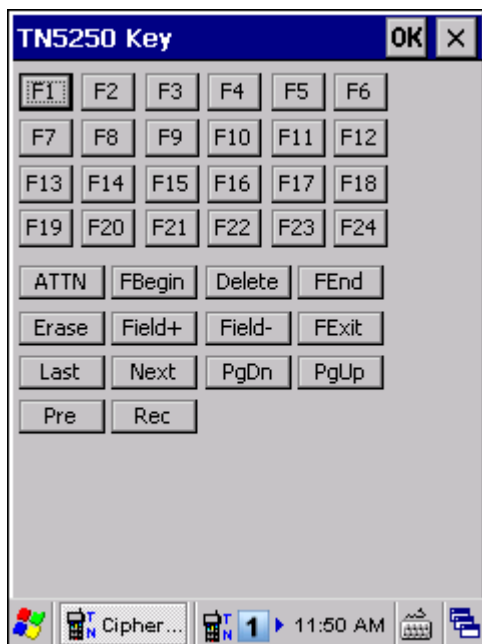 TN5250 Key OK ×
F1 F2 F3 F4 F5 F6
F7 F8 F9 F10 F11 F12
F13 F14 F15 F16 F17 F18
F19 F20 F21 F22 F23 F24
ATTN FBegin Delete FEnd
Erase Field+ Field- FExit
Last Next PgDn PgUp
Pre Rec
TN Cipher... TN 1 11:50 AM